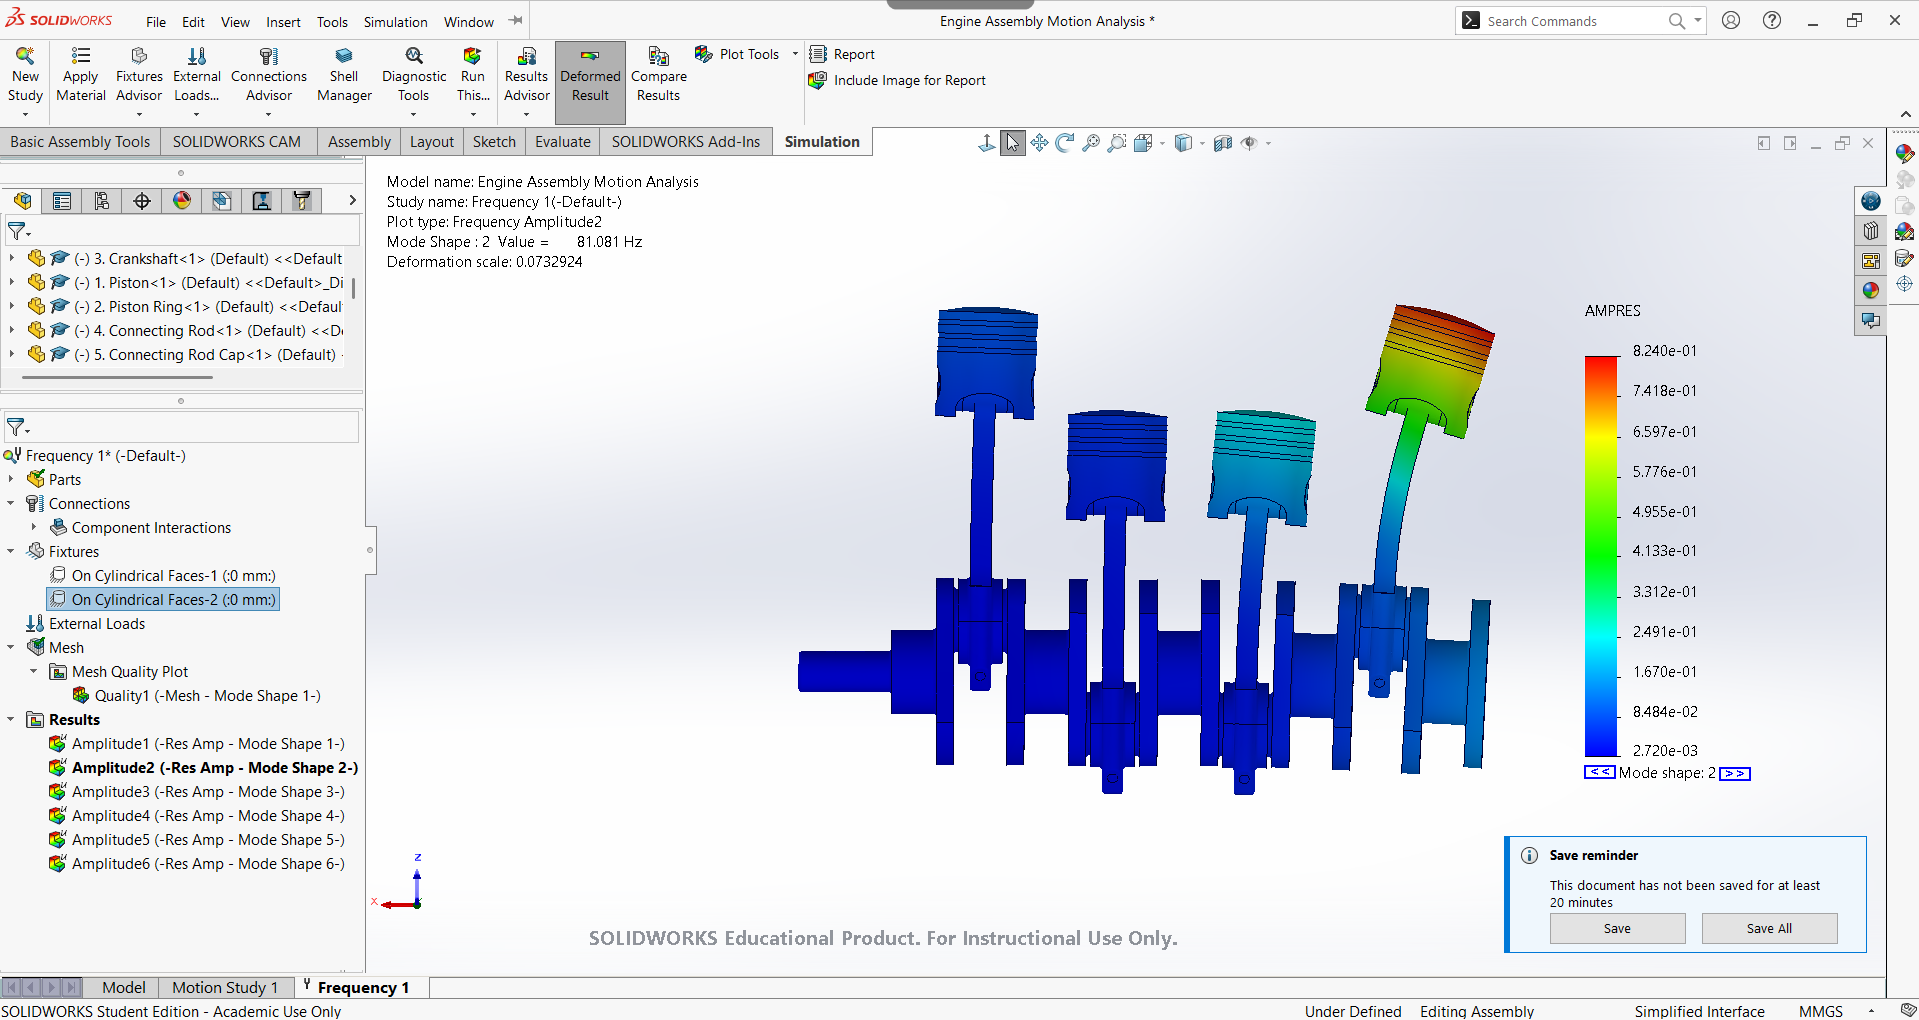 SOLIDWORKS
File Edit View Insert Tools Simulation Window
Engine Assembly Motion Analysis *
Search Commands
New Study
Apply Material
Fixtures Advisor
External Loads...
Connections Advisor
Shell Manager
Diagnostic Tools
Run This...
Results Advisor
Deformed Result
Compare Results
Plot Tools
Report
Include Image for Report
Basic Assembly Tools SOLIDWORKS CAM Assembly Layout Sketch Evaluate SOLIDWORKS Add-Ins Simulation
(-) 3. Crankshaft<1> (Default) <<Default
(-) 1. Piston<1> (Default) <<Default>_Di
(-) 2. Piston Ring<1> (Default) <<Defaul
(-) 4. Connecting Rod<1> (Default) <<D
(-) 5. Connecting Rod Cap<1> (Default)
Frequency 1* (-Default-)
Parts
Connections
Component Interactions
Fixtures
On Cylindrical Faces-1 (:0 mm:)
On Cylindrical Faces-2 (:0 mm:)
External Loads
Mesh
Mesh Quality Plot
Quality1 (-Mesh - Mode Shape 1-)
Results
Amplitude1 (-Res Amp - Mode Shape 1-)
Amplitude2 (-Res Amp - Mode Shape 2-)
Amplitude3 (-Res Amp - Mode Shape 3-)
Amplitude4 (-Res Amp - Mode Shape 4-)
Amplitude5 (-Res Amp - Mode Shape 5-)
Amplitude6 (-Res Amp - Mode Shape 6-)
Model name: Engine Assembly Motion Analysis
Study name: Frequency 1(-Default-)
Plot type: Frequency Amplitude2
Mode Shape : 2 Value = 81.081 Hz
Deformation scale: 0.0732924
AMPRES
8.240e-01
7.418e-01
6.597e-01
5.776e-01
4.955e-01
4.133e-01
3.312e-01
2.491e-01
1.670e-01
8.484e-02
2.720e-03
<< Mode shape: 2 >>
z
x
SOLIDWORKS Educational Product. For Instructional Use Only.
Save reminder
This document has not been saved for at least
20 minutes
Save Save All
Model Motion Study 1 Frequency 1
SOLIDWORKS Student Edition - Academic Use Only
Under Defined Editing Assembly Simplified Interface MMGS